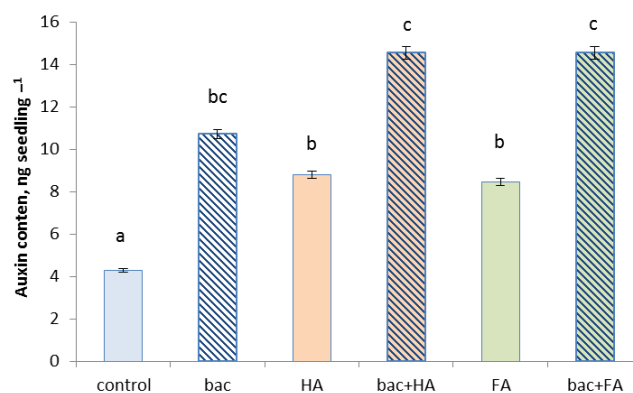 Auxin conten, ng seedling ⁻¹
16
14
12
10
8
6
4
2
0
a
bc
b
c
b
c
control bac HA bac+HA FA bac+FA